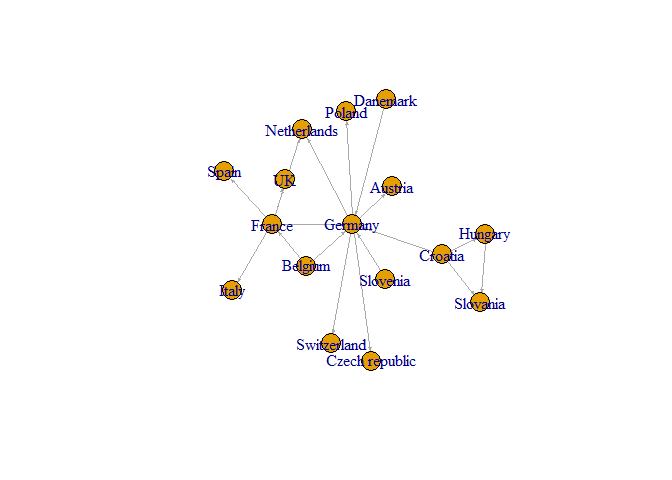 Danemark
Poland
Netherlands
Spain
UK
Austria
France
Germany
Hungary
Croatia
Belgium
Slovenia
Italy
Slovania
Switzerland
Czech republic